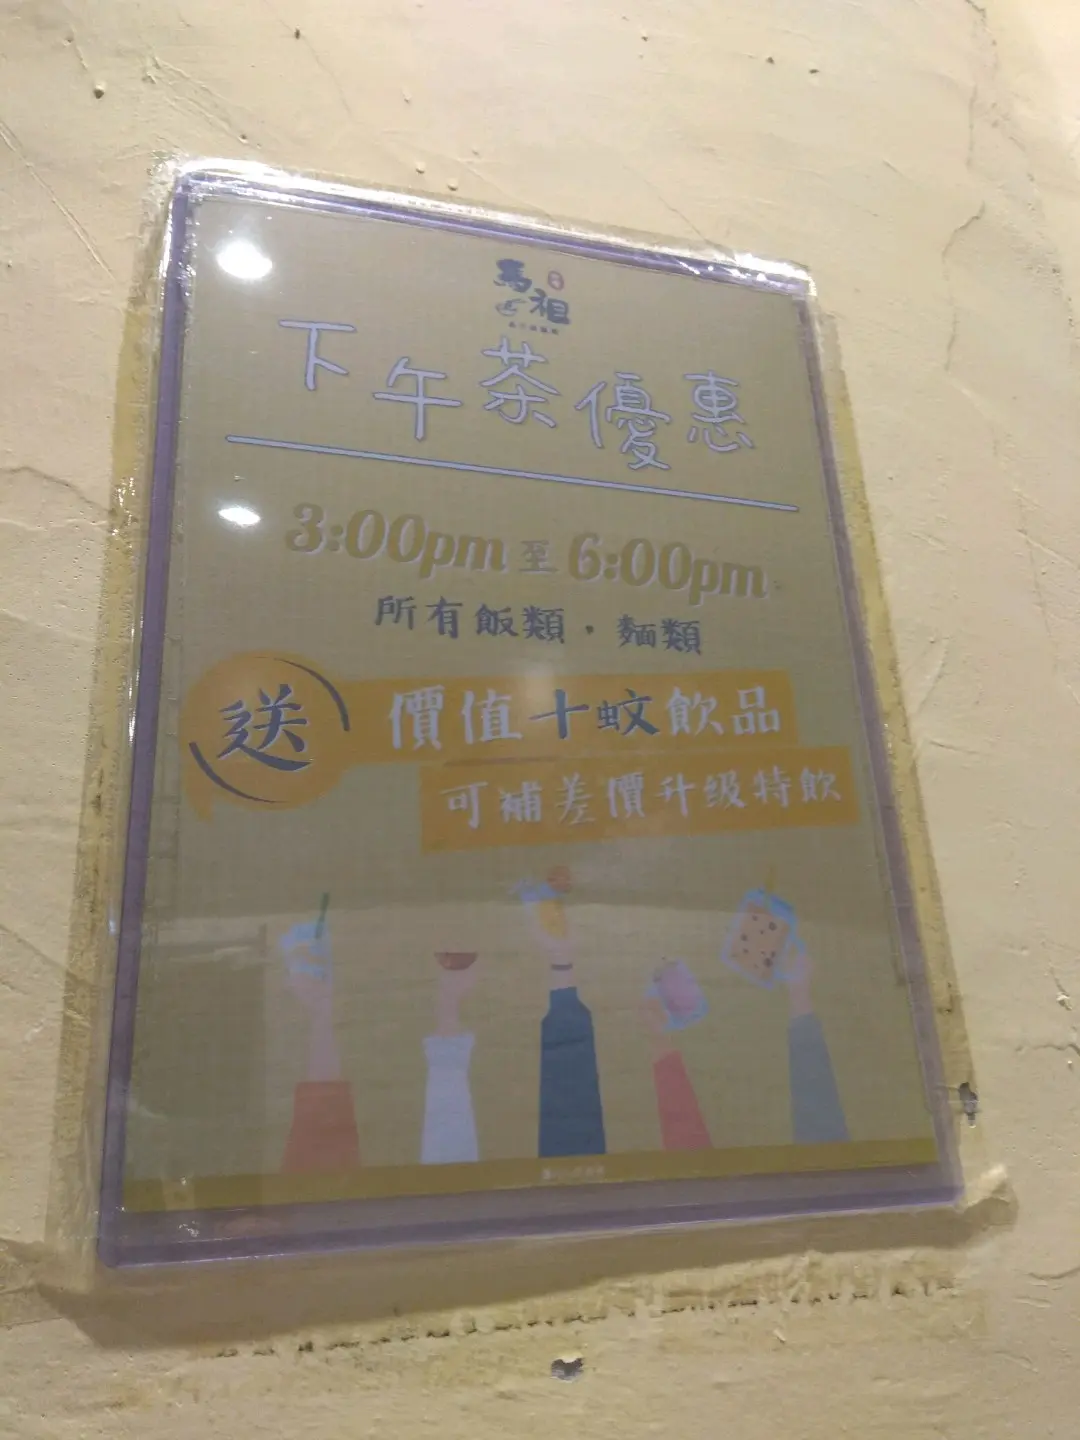 馬祖
下午茶優惠
3:00pm 至 6:00pm
所有飯類．麵類
送
價值十蚊飲品
可補差價升级特飲